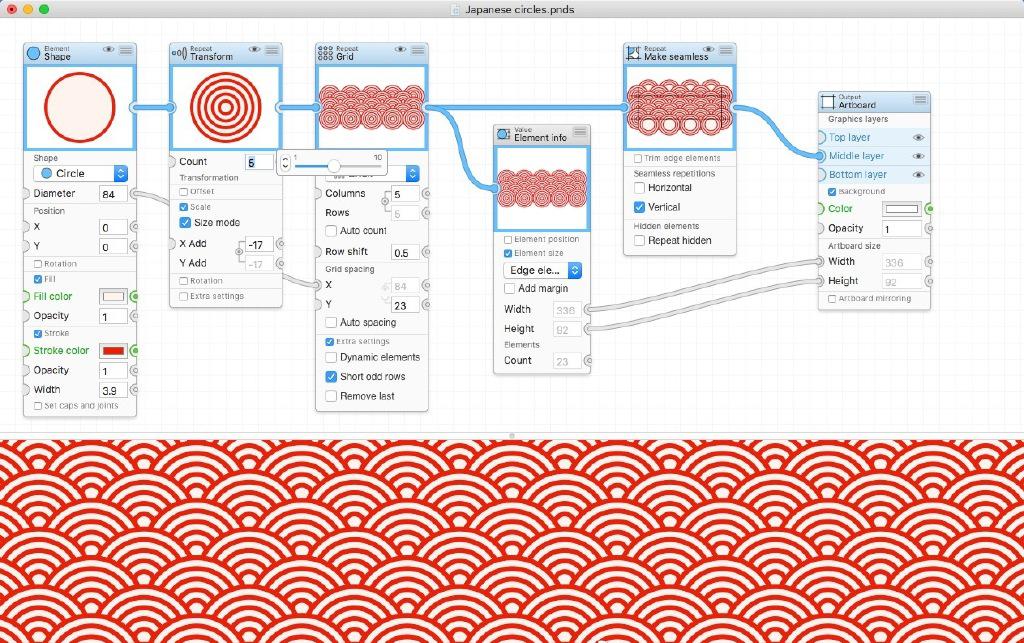 Japanese circles.pnds
Element
Shape
Shape
Circle
Diameter 84
Position
X 0
Y 0
Rotation
Fill
Fill color
Opacity 1
Stroke
Stroke color
Opacity 1
Width 3.9
Set caps and joints
Repeat
Transform
Count 5
1 10
Transformation
Offset
Scale
Size mode
X Add -17
Y Add -17
Rotation
Extra settings
Repeat
Grid
Columns 5
Rows 5
Auto count
Row shift 0.5
Grid spacing
X 84
Y 23
Auto spacing
Extra settings
Dynamic elements
Short odd rows
Remove last
Value
Element info
Element position
Element size
Edge ele...
Add margin
Width 336
Height 92
Elements
Count 23
Repeat
Make seamless
Trim edge elements
Seamless repetitions
Horizontal
Vertical
Hidden elements
Repeat hidden
Output
Artboard
Graphics layers
Top layer
Middle layer
Bottom layer
Background
Color
Opacity 1
Artboard size
Width 336
Height 92
Artboard mirroring